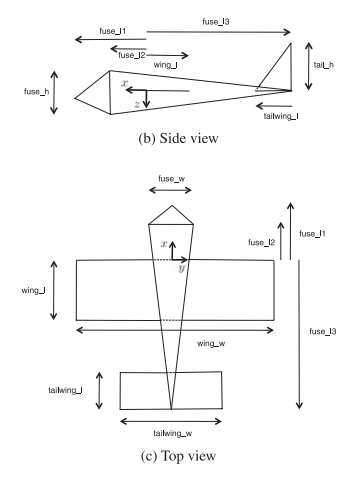 fuse_l3
fuse_l1
fuse_l2
wing_l
fuse_h
x
z
tail_h
tailwing_l
(b) Side view
fuse_w
fuse_l1
fuse_l2
x
y
wing_l
fuse_l3
wing_w
tailwing_l
tailwing_w
(c) Top view